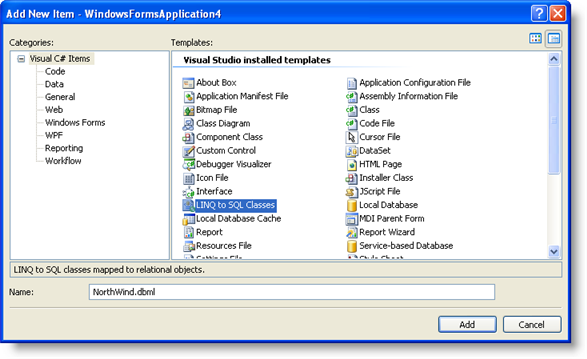 Add New Item - WindowsFormsApplication4
Categories:
Templates:
Visual C# Items
Code
Data
General
Web
Windows Forms
WPF
Reporting
Workflow
Visual Studio installed templates
About Box
Application Manifest File
Bitmap File
Class Diagram
Component Class
Custom Control
Debugger Visualizer
Icon File
Interface
LINQ to SQL Classes
Local Database Cache
Report
Resources File
Settings File
Application Configuration File
Assembly Information File
Class
Code File
Cursor File
DataSet
HTML Page
Installer Class
JScript File
Local Database
MDI Parent Form
Report Wizard
Service-based Database
Style Sheet
LINQ to SQL classes mapped to relational objects.
Name:
NorthWind.dbml
Add
Cancel